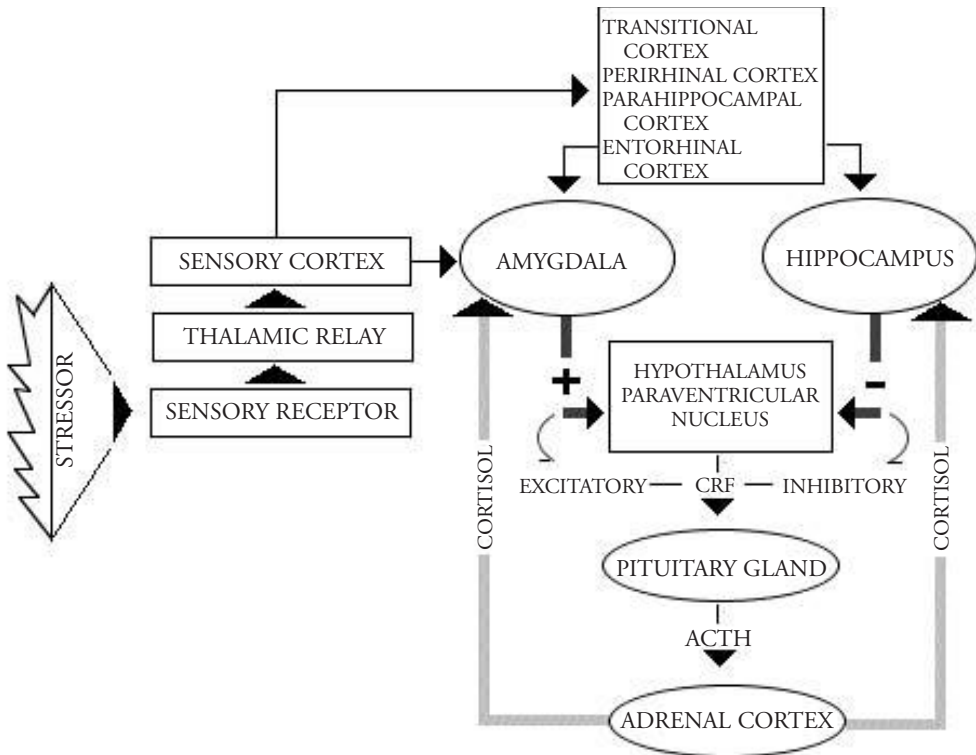 TRANSITIONAL
CORTEX
PERIRHINAL CORTEX
PARAHIPPOCAMPAL
CORTEX
ENTORHINAL
CORTEX
SENSORY CORTEX
AMYGDALA
HIPPOCAMPUS
THALAMIC RELAY
SENSORY RECEPTOR
STRESSOR
HYPOTHALAMUS
PARAVENTRICULAR
NUCLEUS
+
-
CORTISOL
EXCITATORY
CRF
INHIBITORY
CORTISOL
PITUITARY GLAND
ACTH
ADRENAL CORTEX